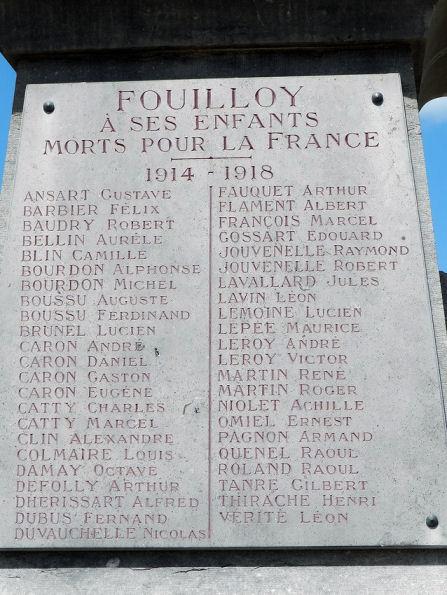 FOUILLOY
À SES ENFANTS
MORTS POUR LA FRANCE
1914 - 1918
ANSART GUSTAVE
BARBIER FÉLIX
BAUDRY ROBERT
BELLIN AURÈLE
BLIN CAMILLE
BOURDON ALPHONSE
BOURDON MICHEL
BOUSSU AUGUSTE
BOUSSU FERDINAND
BRUNEL LUCIEN
CARON ANDRÉ
CARON DANIEL
CARON GASTON
CARON EUGÈNE
CATTY CHARLES
CATTY MARCEL
CLIN ALEXANDRE
COLMAIRE LOUIS
DAMAY OCTAVE
DEFOLLY ARTHUR
DHERISSART ALFRED
DUBUS FERNAND
DUVAUCHELLE NICOLAS
FAUQUET ARTHUR
FLAMENT ALBERT
FRANÇOIS MARCEL
GOSSART EDOUARD
JOUVENELLE RAYMOND
JOUVENELLE ROBERT
LAVALLARD JULES
LAVIN LÉON
LEMOINE LUCIEN
LEPÉE MAURICE
LEROY ANDRÉ
LEROY VICTOR
MARTIN RENÉ
MARTIN ROGER
NIOLET ACHILLE
OMIEL ERNEST
PAGNON ARMAND
QUENEL RAOUL
ROLAND RAOUL
TANRE GILBERT
THIRACHE HENRI
VÉRITÉ LÉON